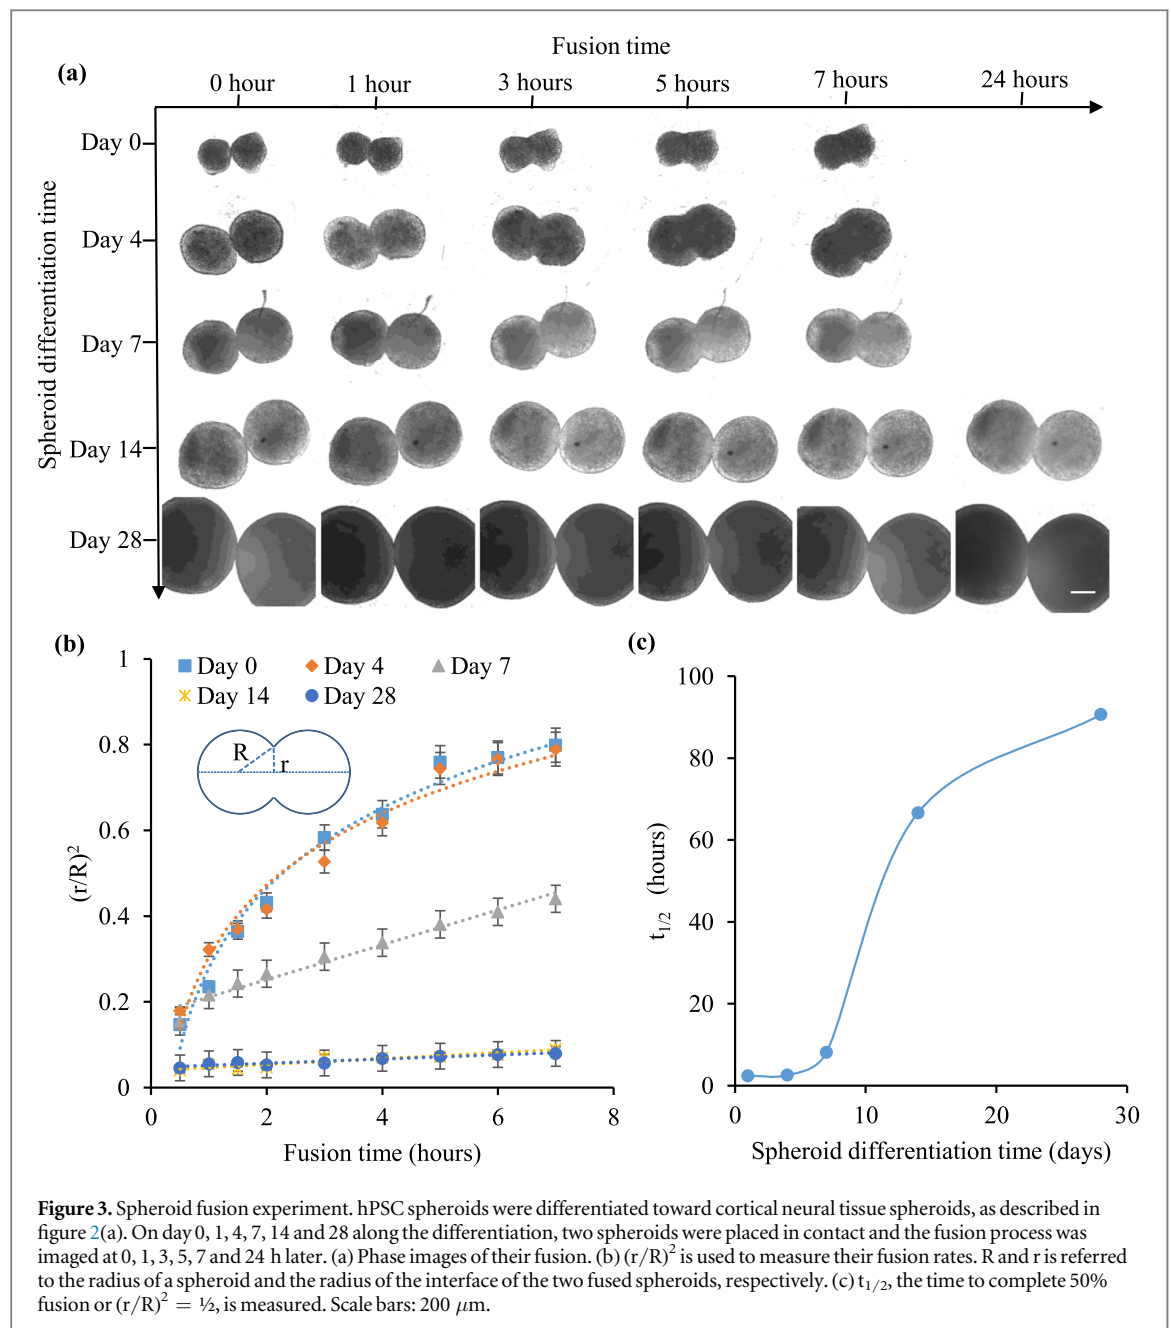 Fusion time
(a)
0 hour 1 hour 3 hours 5 hours 7 hours 24 hours
Spheroid differentiation time
Day 0
Day 4
Day 7
Day 14
Day 28
(b)
1
0.8
0.6
0.4
0.2
0
(r/R)²
Day 0 Day 4 Day 7
Day 14 Day 28
R
r
0 2 4 6 8
Fusion time (hours)
(c)
100
80
60
40
20
0
t₁/₂ (hours)
0 10 20 30
Spheroid differentiation time (days)
Figure 3. Spheroid fusion experiment. hPSC spheroids were differentiated toward cortical neural tissue spheroids, as described in
figure 2(a). On day 0, 1, 4, 7, 14 and 28 along the differentiation, two spheroids were placed in contact and the fusion process was
imaged at 0, 1, 3, 5, 7 and 24 h later. (a) Phase images of their fusion. (b) (r/R)² is used to measure their fusion rates. R and r is referred
to the radius of a spheroid and the radius of the interface of the two fused spheroids, respectively. (c) t₁/₂, the time to complete 50%
fusion or (r/R)² = ½, is measured. Scale bars: 200 μm.